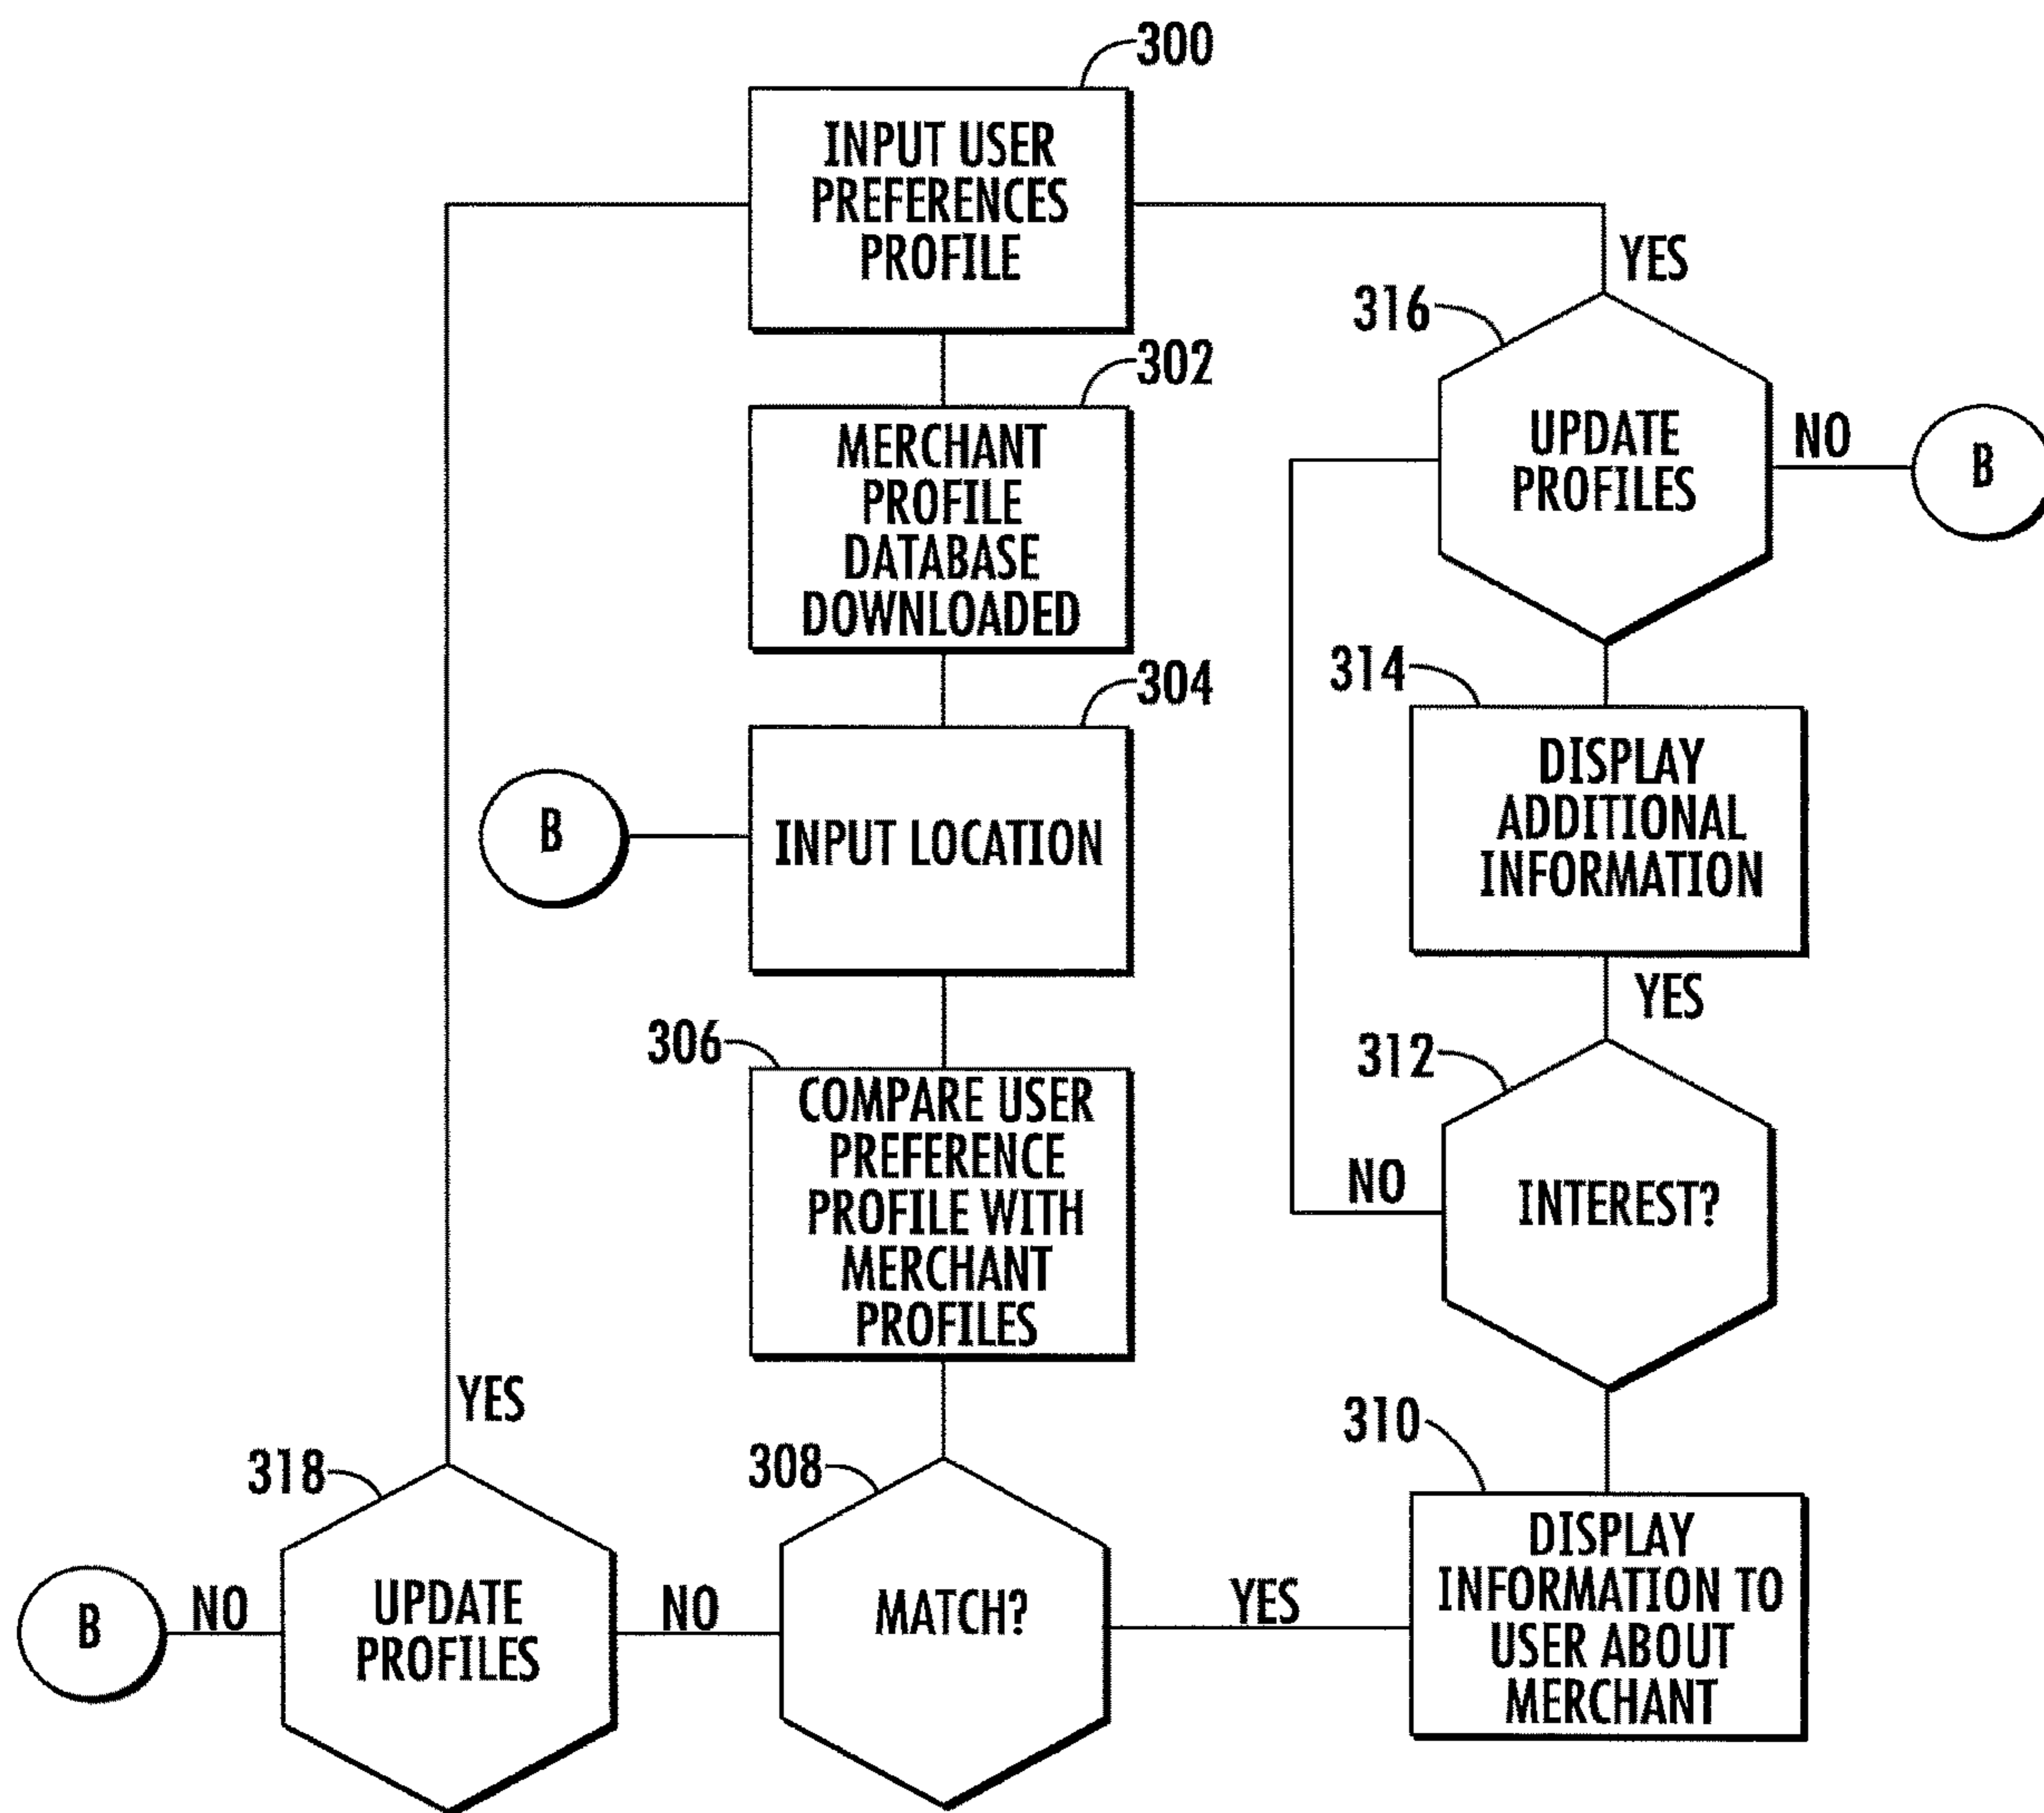 300
INPUT USER
PREFERENCES
PROFILE
YES
316
302
UPDATE
PROFILES
NO
B
MERCHANT
PROFILE
DATABASE
DOWNLOADED
314
304
DISPLAY
ADDITIONAL
INFORMATION
B
INPUT LOCATION
YES
306
312
COMPARE USER
PREFERENCE
PROFILE WITH
MERCHANT
PROFILES
NO
INTEREST?
YES
310
318
308
DISPLAY
INFORMATION TO
USER ABOUT
MERCHANT
B
NO
UPDATE
PROFILES
NO
MATCH?
YES